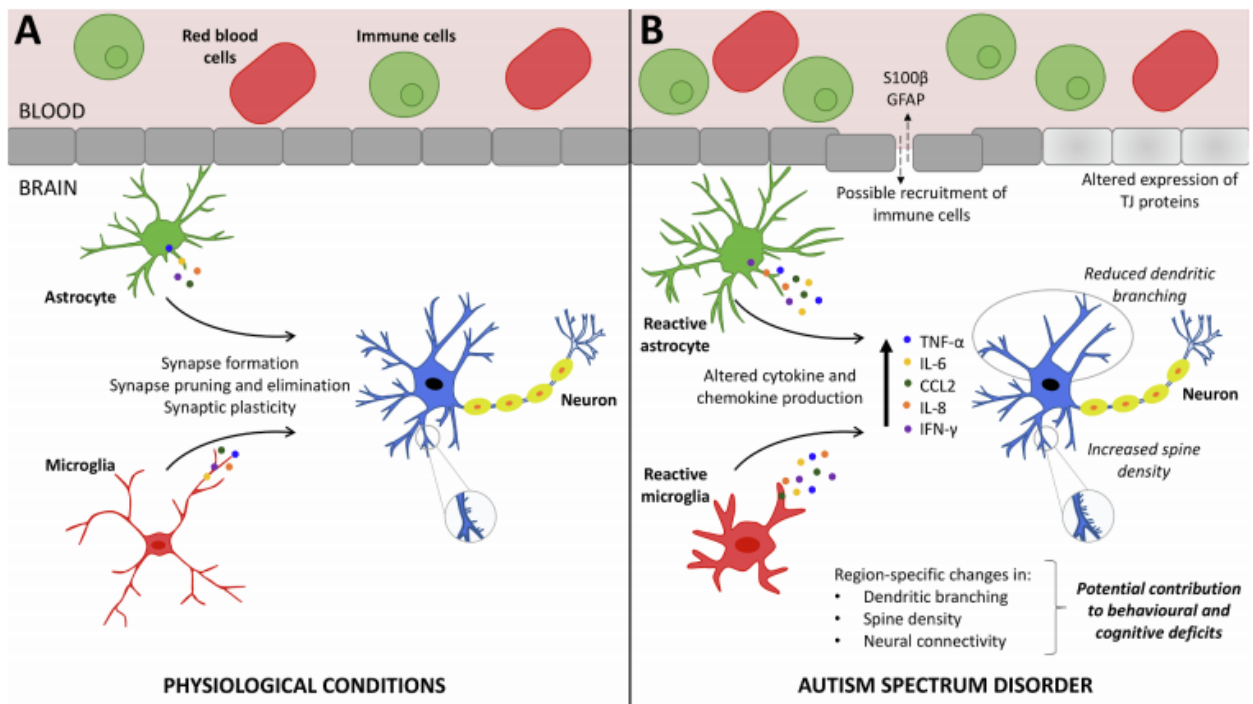 A
Red blood
cells
Immune cells
BLOOD
BRAIN
Astrocyte
Synapse formation
Synapse pruning and elimination
Synaptic plasticity
Neuron
Microglia
PHYSIOLOGICAL CONDITIONS
B
S100β
GFAP
Possible recruitment of
immune cells
Altered expression of
TJ proteins
Reduced dendritic
branching
Reactive
astrocyte
Altered cytokine and
chemokine production
TNF-α
IL-6
CCL2
IL-8
IFN-γ
Neuron
Increased spine
density
Reactive
microglia
Region-specific changes in:
• Dendritic branching
• Spine density
• Neural connectivity
Potential contribution
to behavioural and
cognitive deficits
AUTISM SPECTRUM DISORDER